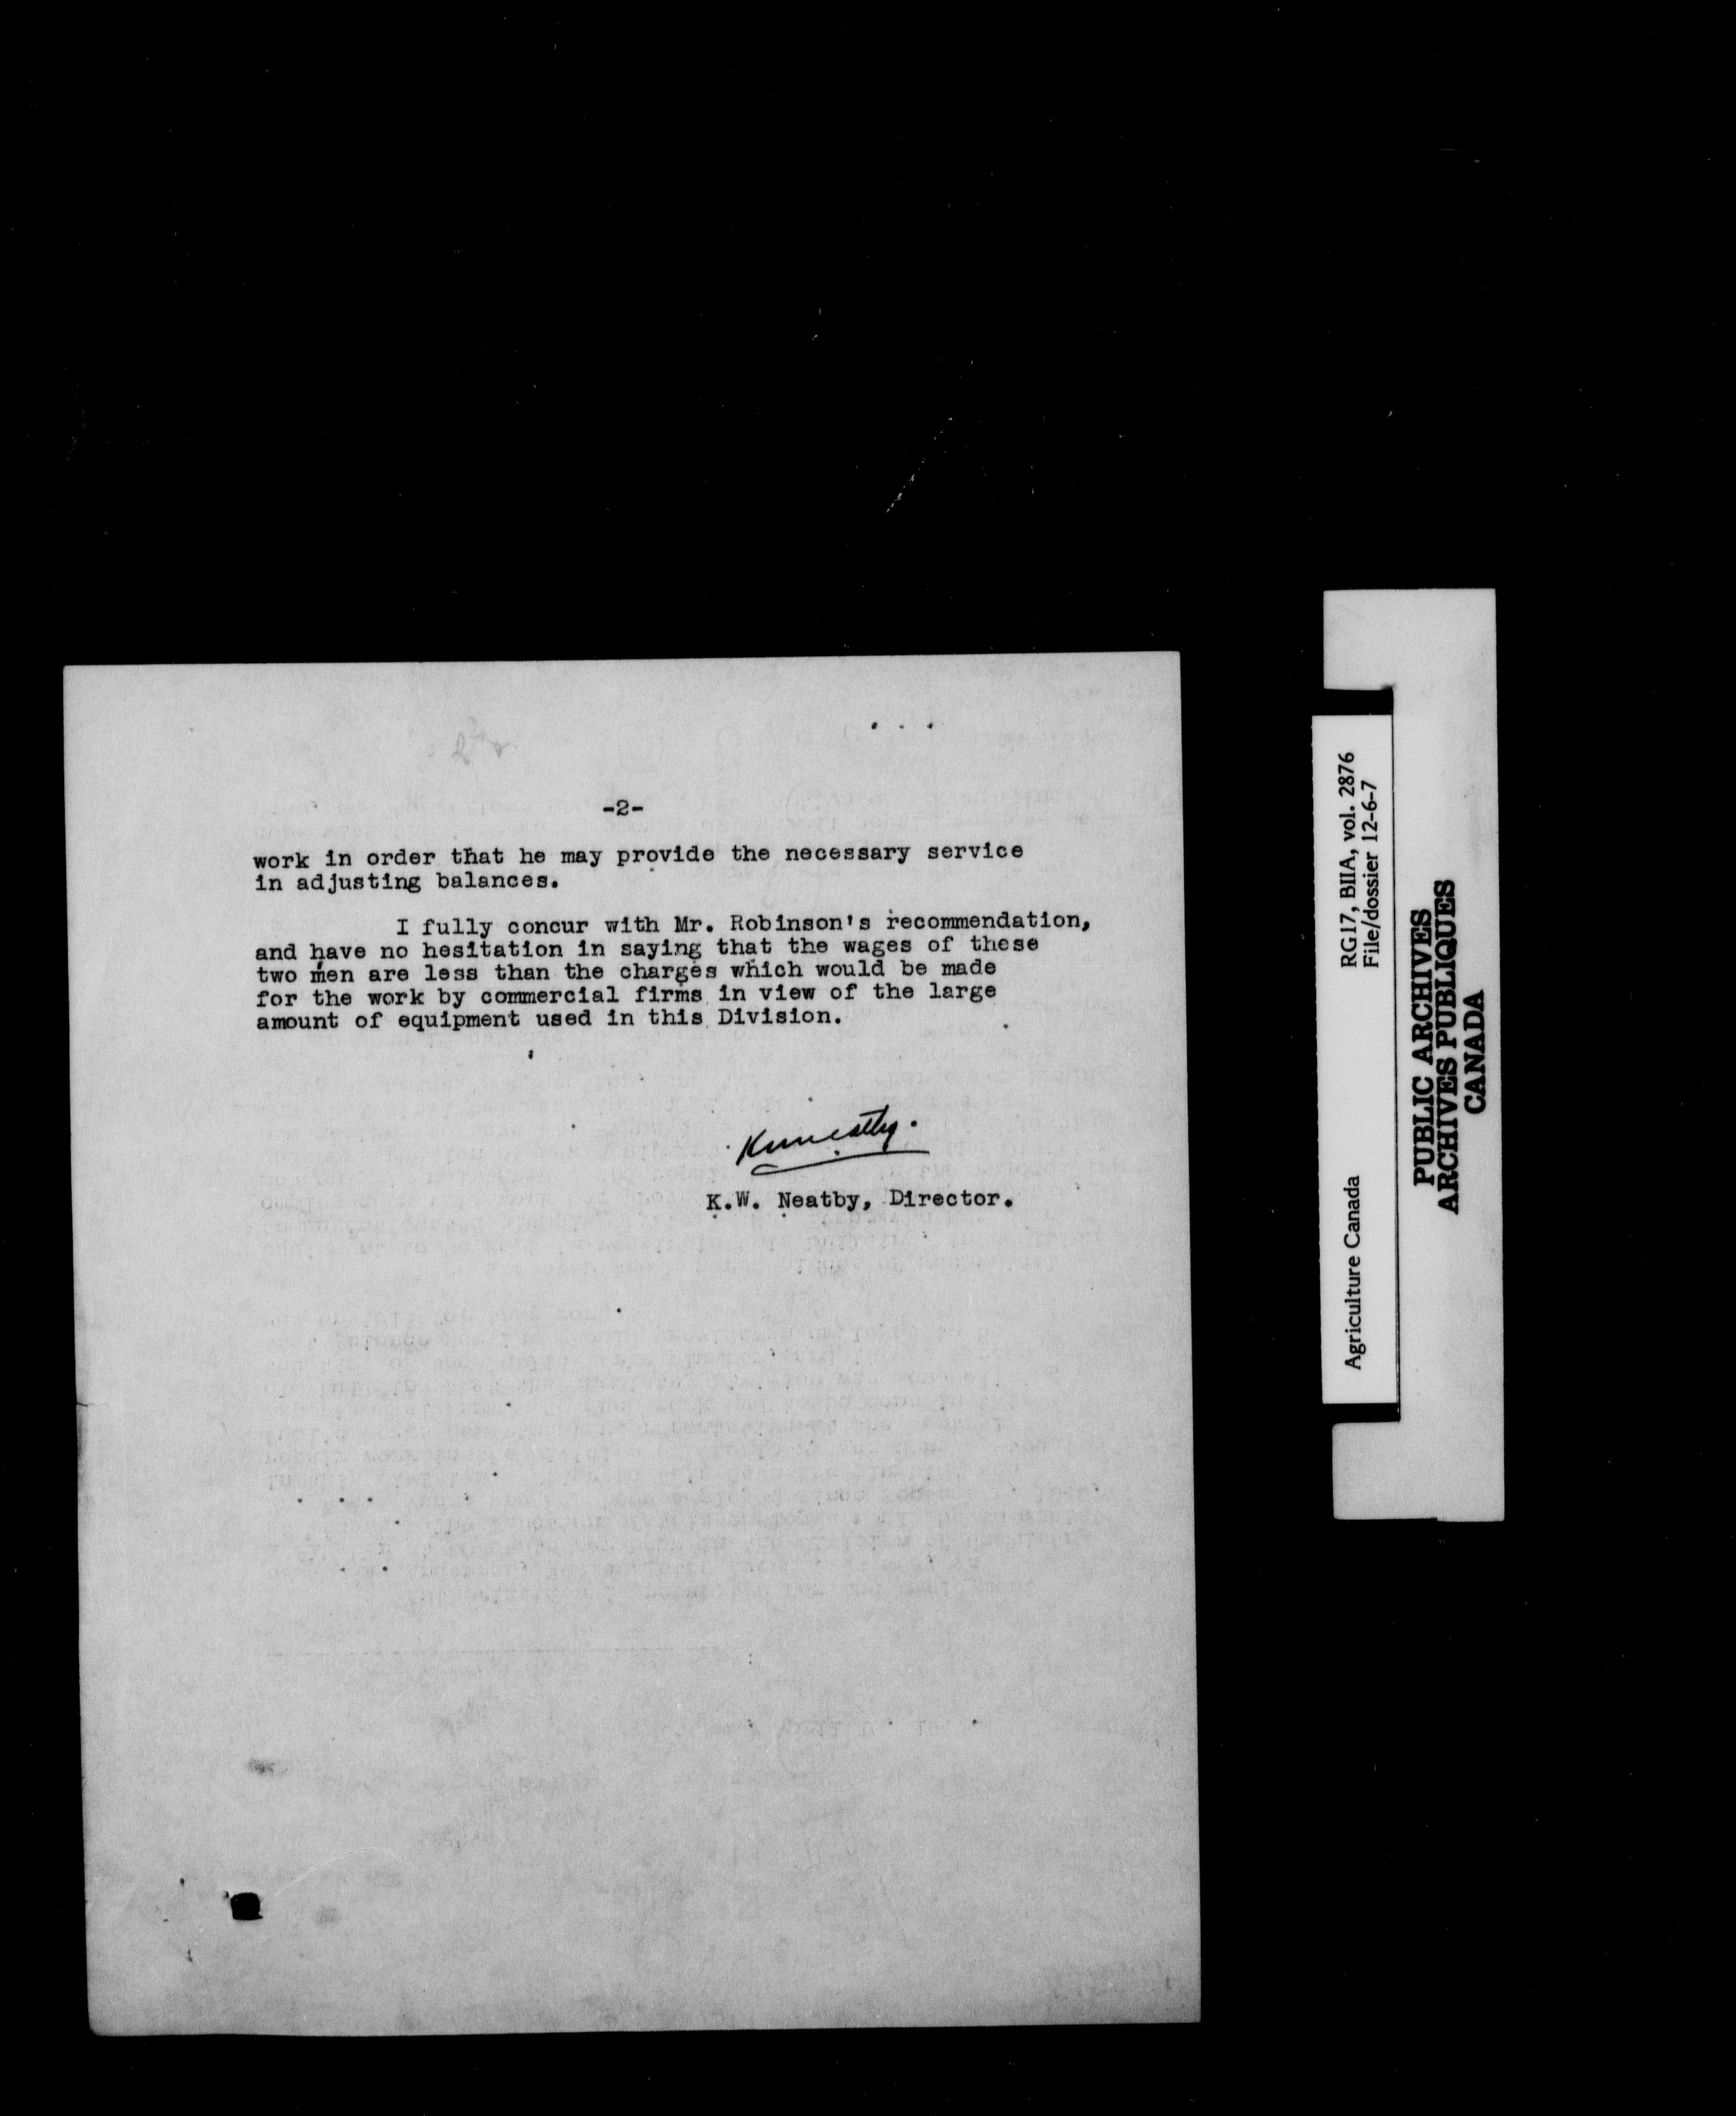 -2-
work in order that he may provide the necessary service
in adjusting balances.
I fully concur with Mr. Robinson's recommendation,
and have no hesitation in saying that the wages of these
two men are less than the charges which would be made
for the work by commercial firms in view of the large
amount of equipment used in this Division.
KWNeatby.
K.W. Neatby, Director.
RG17, BIIA, vol. 2876
File/dossier 12-6-7
Agriculture Canada
PUBLIC ARCHIVES
ARCHIVES PUBLIQUES
CANADA